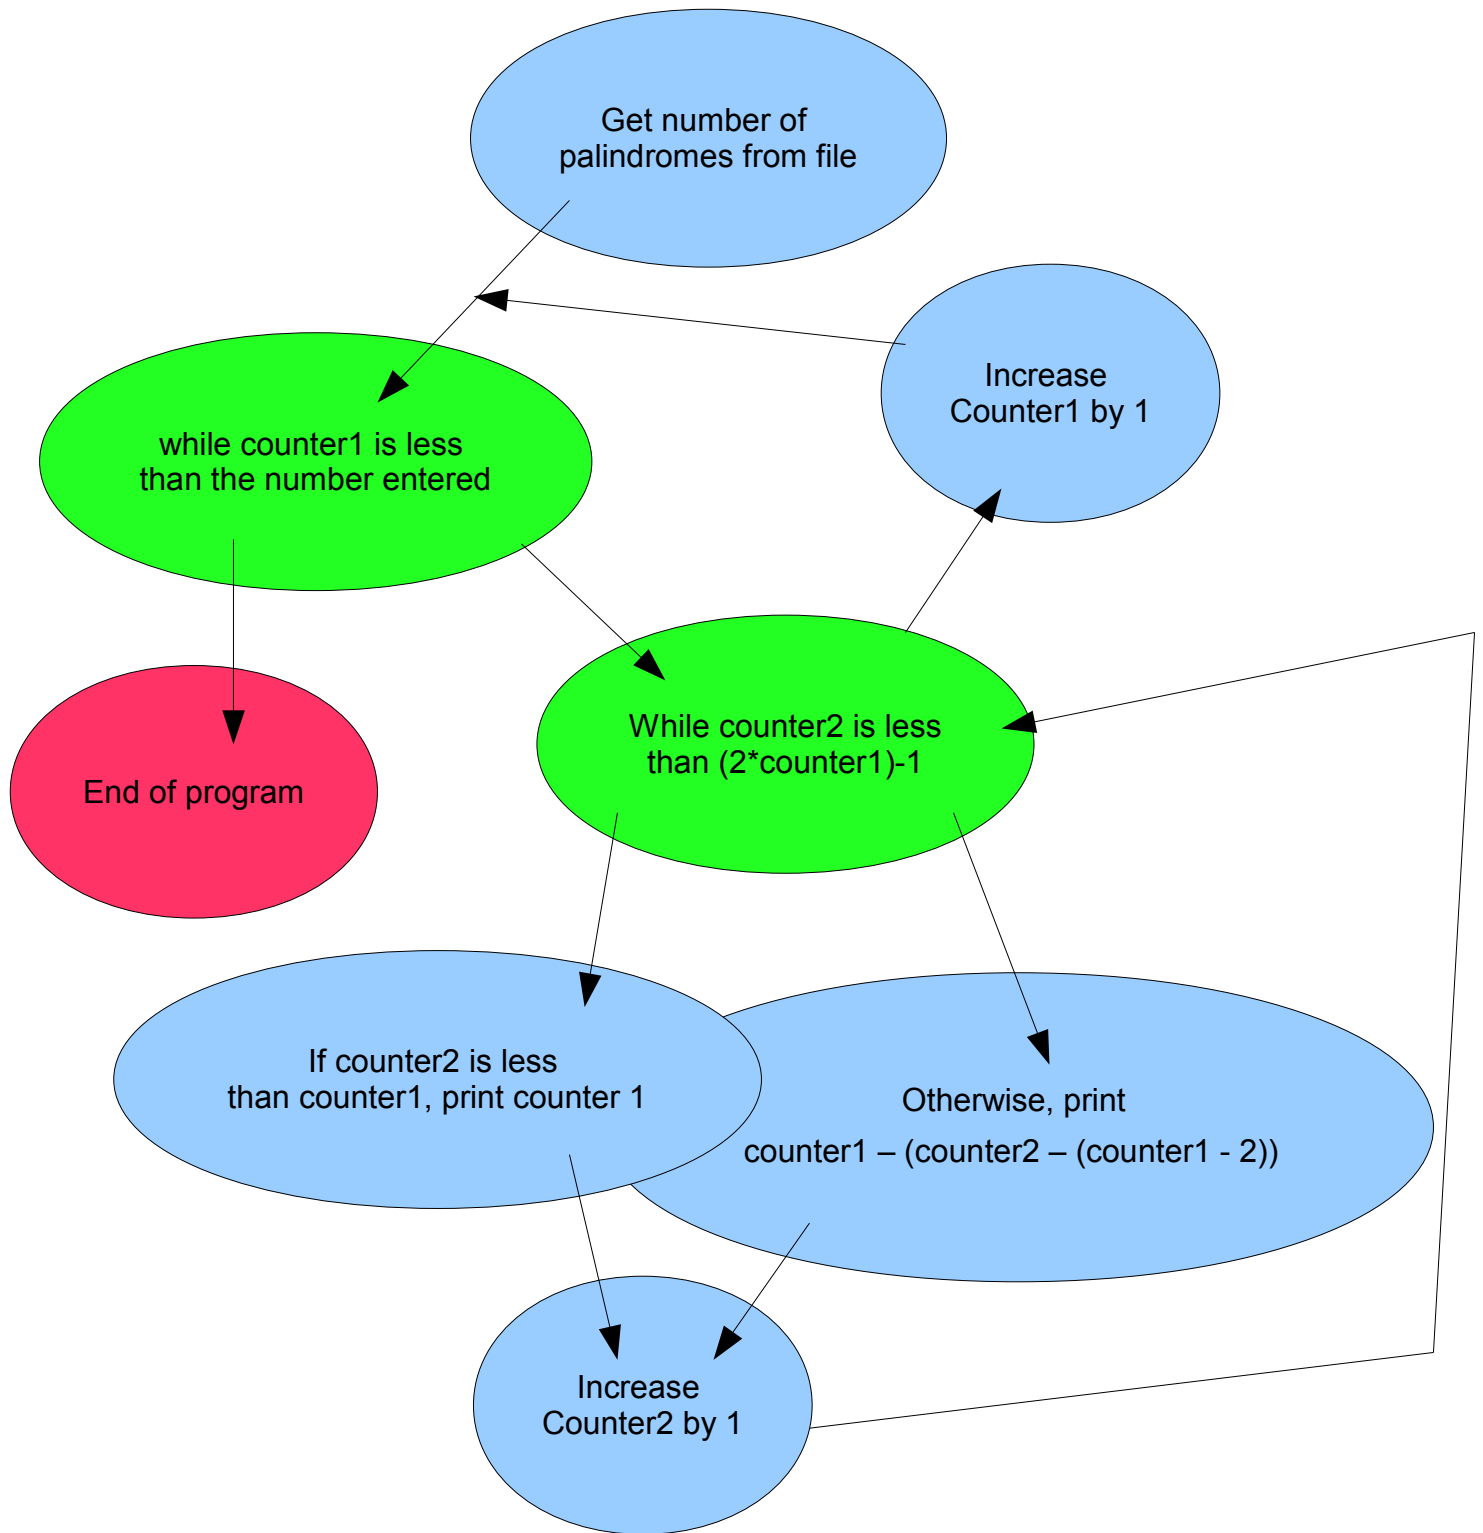 Get number of
palindromes from file
Increase
Counter1 by 1
while counter1 is less
than the number entered
While counter2 is less
than (2*counter1)-1
End of program
If counter2 is less
than counter1, print counter 1
Otherwise, print
counter1 – (counter2 – (counter1 - 2))
Increase
Counter2 by 1